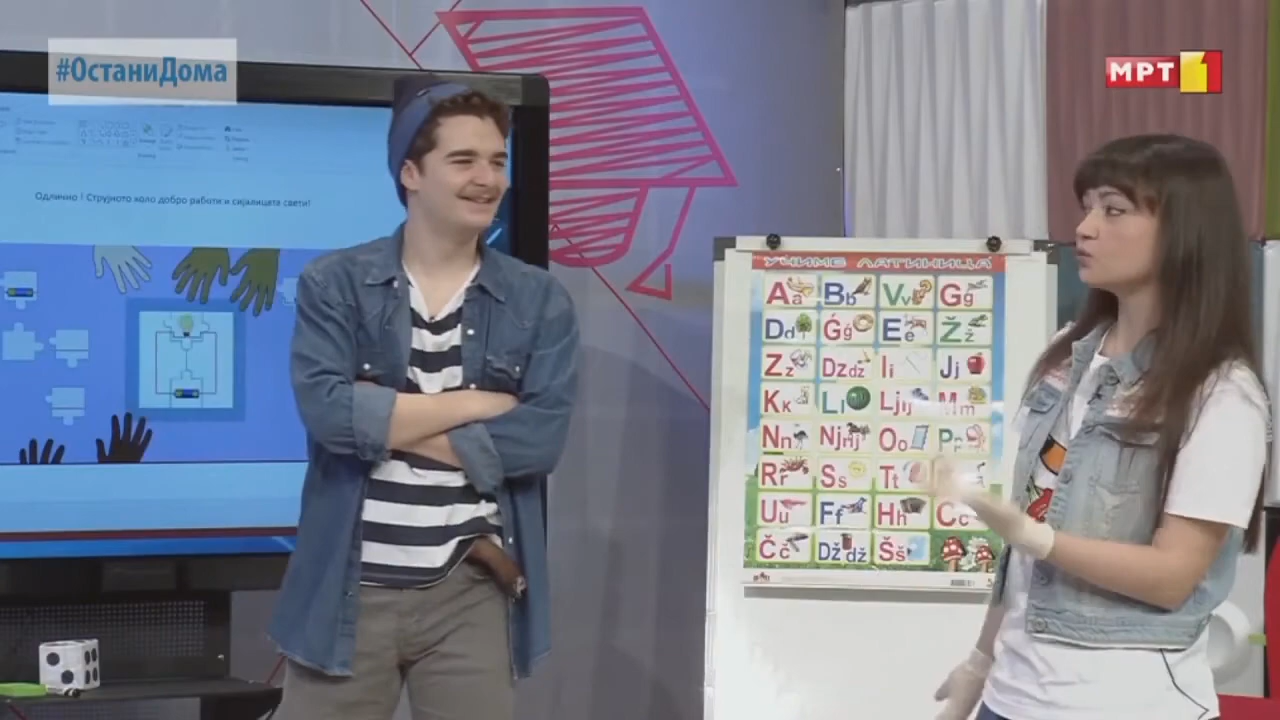 #ОстаниДома
МРТ 1
Одлично ! Струјното коло добро работи и сијалицата свети!
УЧИМЕ ЛАТИНИЦА
Aa Bb Vv Gg
Dd Ǵǵ Ee Žž
Zz Dzdz Ii Jj
Kk Ll Ljlj Mm
Nn Njnj Oo Pp
Rr Ss Tt
Uu Ff Hh Cc
Čč Dždž Šš